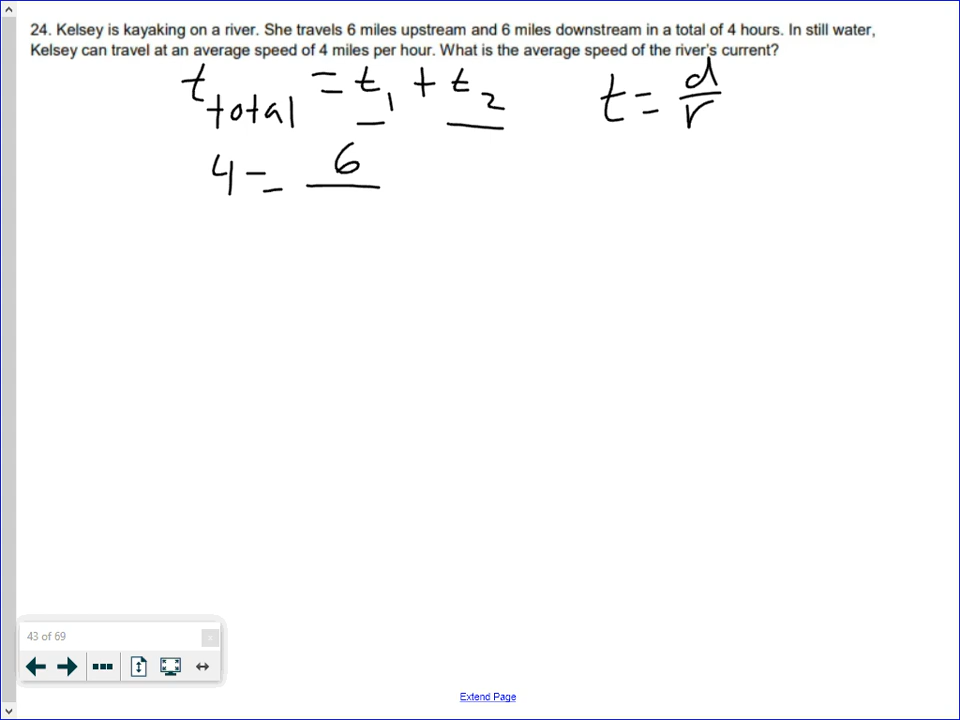 24. Kelsey is kayaking on a river. She travels 6 miles upstream and 6 miles downstream in a total of 4 hours. In still water,
Kelsey can travel at an average speed of 4 miles per hour. What is the average speed of the river's current?
t total = t1 + t2
t = d/r
4 = 6
43 of 69
Extend Page